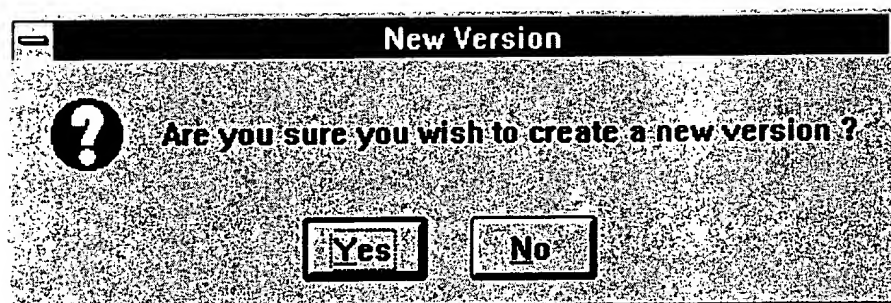 New Version
Are you sure you wish to create a new version ?
Yes
No